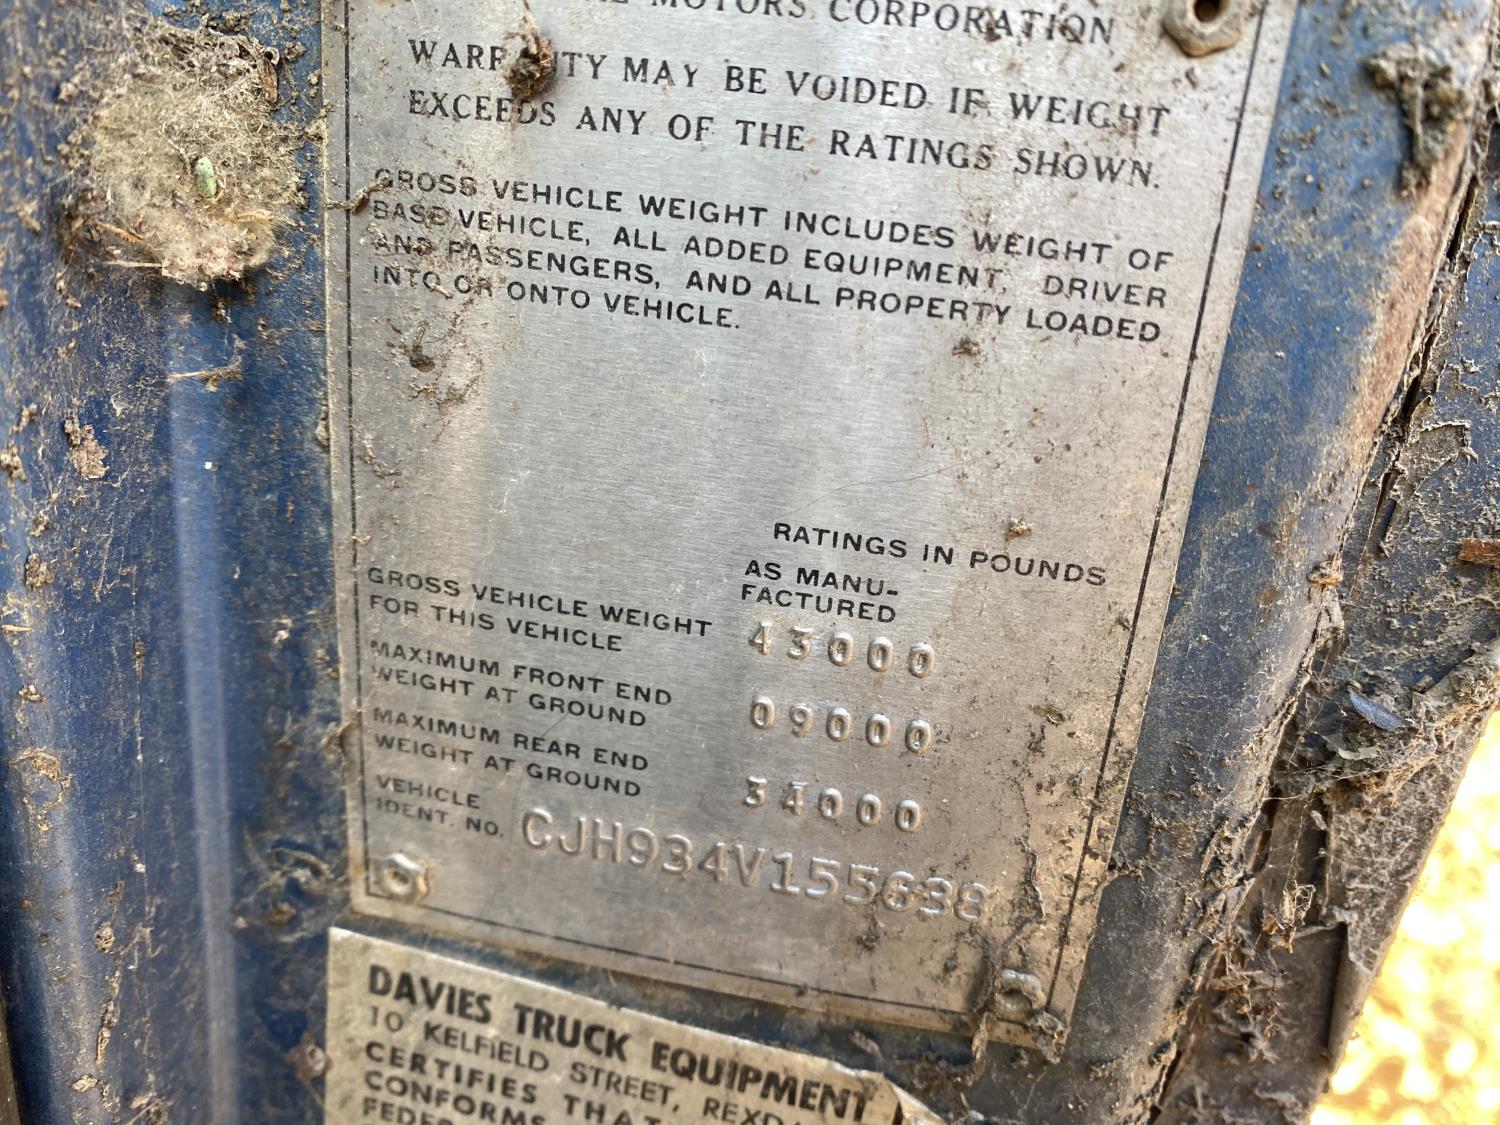 MOTORS CORPORATION
WARRANTY MAY BE VOIDED IF WEIGHT
EXCEEDS ANY OF THE RATINGS SHOWN.
GROSS VEHICLE WEIGHT INCLUDES WEIGHT OF
BASE VEHICLE, ALL ADDED EQUIPMENT, DRIVER
AND PASSENGERS, AND ALL PROPERTY LOADED
INTO OR ONTO VEHICLE.
RATINGS IN POUNDS
AS MANU-
FACTURED
GROSS VEHICLE WEIGHT
FOR THIS VEHICLE 43000
MAXIMUM FRONT END
WEIGHT AT GROUND 09000
MAXIMUM REAR END
WEIGHT AT GROUND 34000
VEHICLE
IDENT. NO. CJH934V155638
DAVIES TRUCK EQUIPMENT
10 KELFIELD STREET,
CERTIFIES THAT
CONFORMS